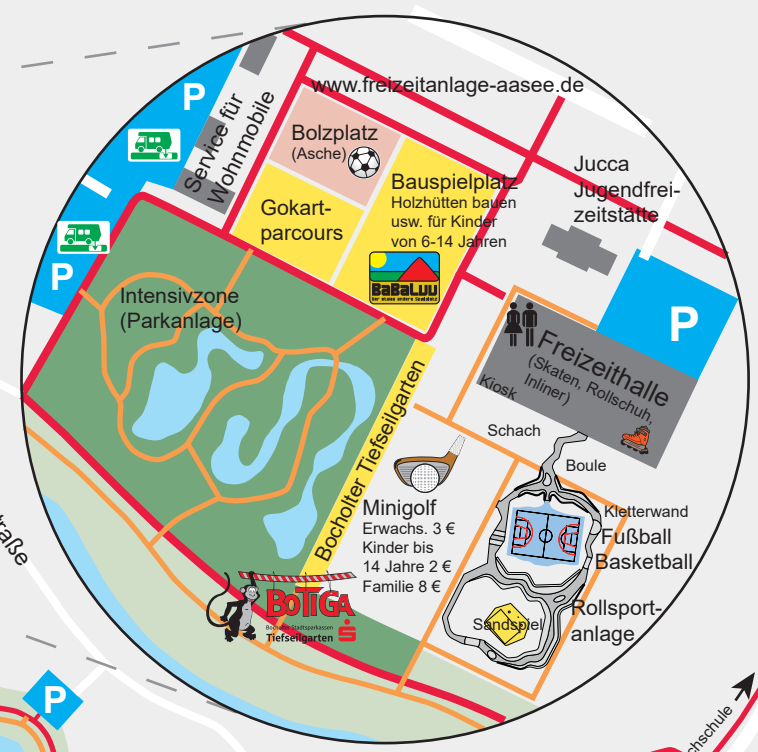 www.freizeitanlage-aasee.de
P
Service für
Wohnmobile
Bolzplatz
(Asche)
Bauspielplatz
Holzhütten bauen
usw. für Kinder
von 6-14 Jahren
Jucca
Jugendfrei-
zeitstätte
Gokart-
parcours
P
BaBaLuu
Intensivzone
(Parkanlage)
P
Freizeithalle
(Skaten, Rollschuh,
Inliner)
Kiosk
Bocholter Tiefseilgarten
Schach
Boule
Minigolf
Erwachs. 3 €
Kinder bis
14 Jahre 2 €
Familie 8 €
Kletterwand
Fußball
Basketball
Rollsport-
anlage
Sandspiel
BOTIGA
Bocholter Stadtsparkassen
Tiefseilgarten
raße
P
chschule